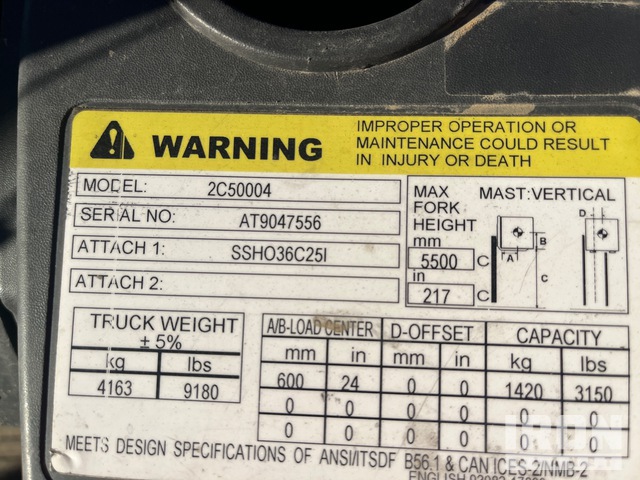 WARNING
IMPROPER OPERATION OR
MAINTENANCE COULD RESULT
IN INJURY OR DEATH
MODEL: 2C50004
SERIAL NO: AT9047556
ATTACH 1: SSHO36C25I
ATTACH 2:
MAX FORK HEIGHT
MAST:VERTICAL
mm
5500 C
in
217 C
D
A
B
C
TRUCK WEIGHT
± 5%
kg lbs
4163 9180
A/B-LOAD CENTER D-OFFSET CAPACITY
mm in mm in kg lbs
600 24 0 0 1420 3150
0 0 0 0 0 0
0 0 0 0 0 0
MEETS DESIGN SPECIFICATIONS OF ANSI/ITSDF B56.1 & CAN ICES-2/NMB-2
ENGLISH
IRON